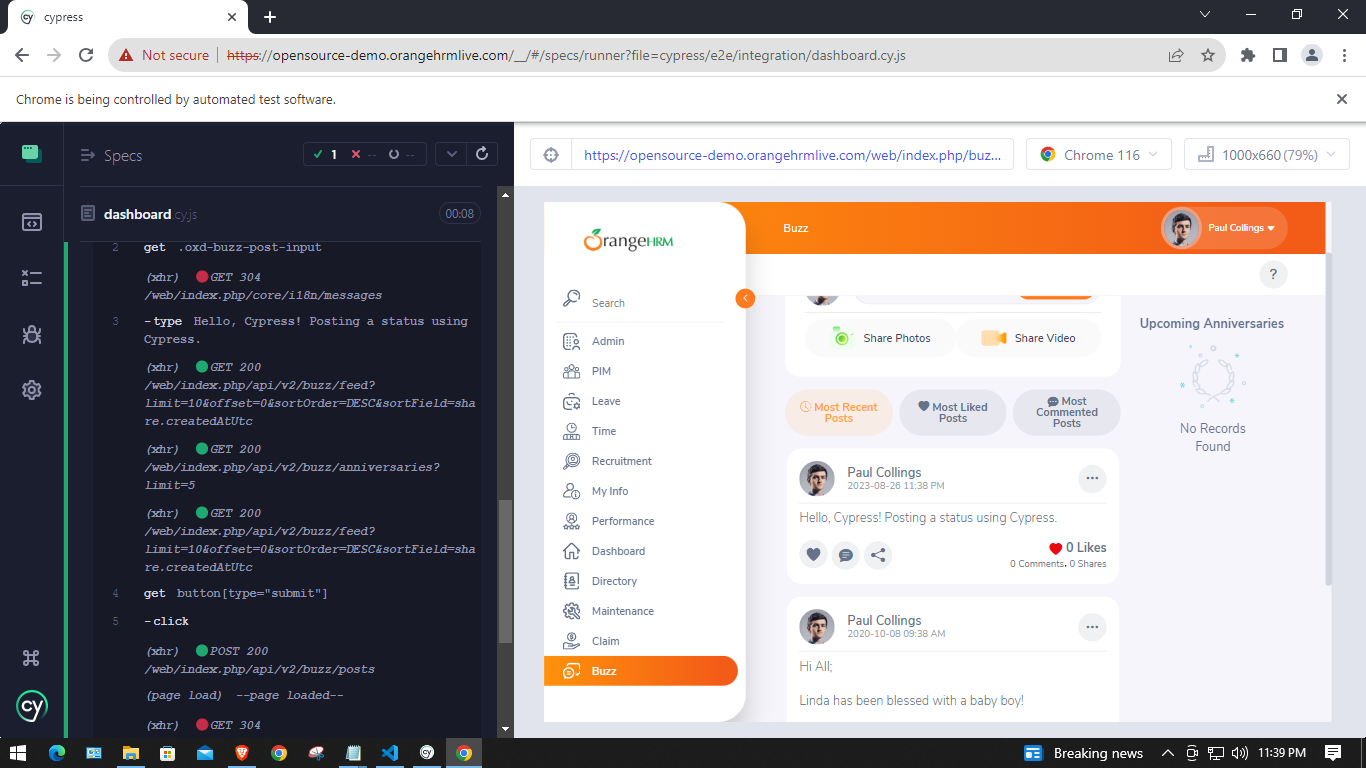 cypress
Not secure https://opensource-demo.orangehrmlive.com/__/#/specs/runner?file=cypress/e2e/integration/dashboard.cy.js
Chrome is being controlled by automated test software.
Specs
1 -- --
dashboard.cy.js 00:08
2 get .oxd-buzz-post-input
(xhr) GET 304
/web/index.php/core/i18n/messages
3 -type Hello, Cypress! Posting a status using
Cypress.
(xhr) GET 200
/web/index.php/api/v2/buzz/feed?
limit=10&offset=0&sortOrder=DESC&sortField=sha
re.createdAtUtc
(xhr) GET 200
/web/index.php/api/v2/buzz/anniversaries?
limit=5
(xhr) GET 200
/web/index.php/api/v2/buzz/feed?
limit=10&offset=0&sortOrder=DESC&sortField=sha
re.createdAtUtc
4 get button[type="submit"]
5 -click
(xhr) POST 200
/web/index.php/api/v2/buzz/posts
(page load) --page loaded--
(xhr) GET 304
cy
https://opensource-demo.orangehrmlive.com/web/index.php/buz...
Chrome 116
1000x660 (79%)
OrangeHRM
Search
Admin
PIM
Leave
Time
Recruitment
My Info
Performance
Dashboard
Directory
Maintenance
Claim
Buzz
Buzz
Paul Collings
?
Share Photos
Share Video
Most Recent
Posts
Most Liked
Posts
Most
Commented
Posts
Paul Collings
2023-08-26 11:38 PM
Hello, Cypress! Posting a status using Cypress.
0 Likes
0 Comments, 0 Shares
Paul Collings
2020-10-08 09:38 AM
Hi All;
Linda has been blessed with a baby boy!
Upcoming Anniversaries
No Records
Found
Breaking news
11:39 PM